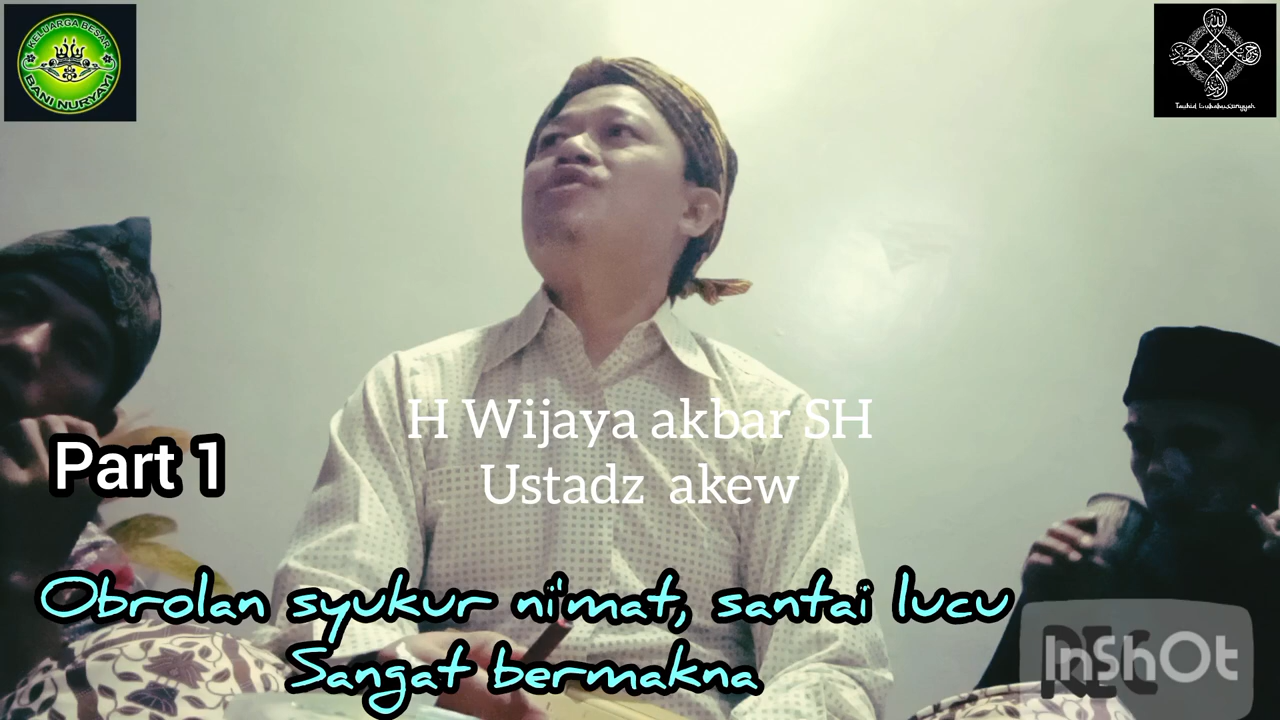 KELUARGA BESAR
BANI NURYAYI
H Wijaya akbar SH
Ustadz akew
Part 1
Obrolan syukur ni'mat, santai lucu
Sangat bermakna
InShOt